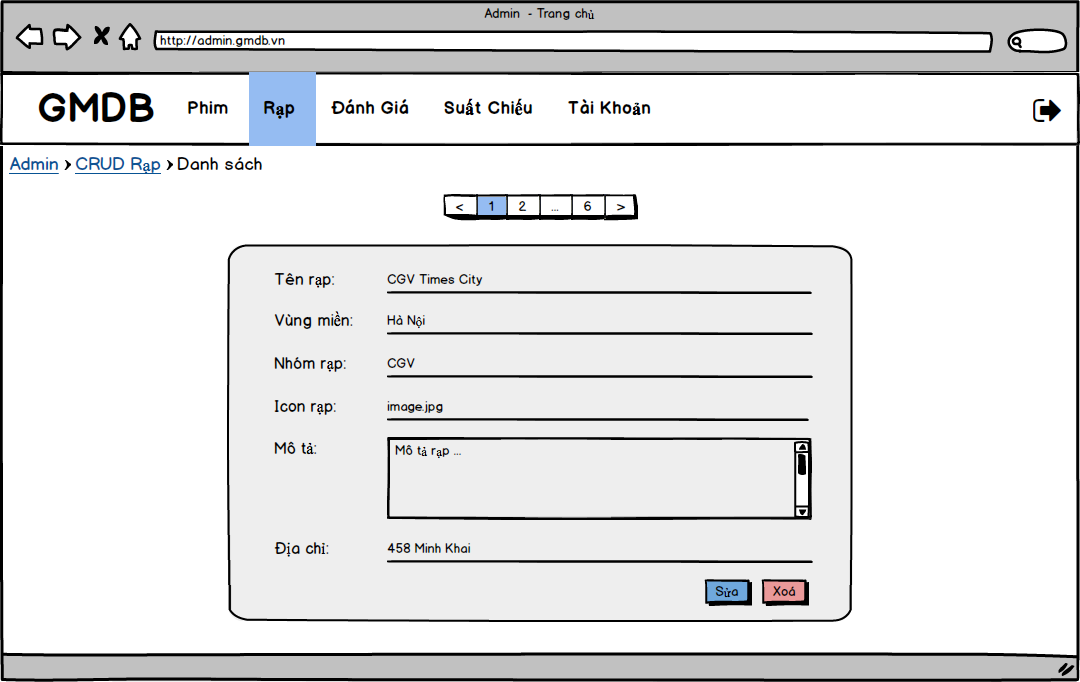 Admin - Trang chủ
http://admin.gmdb.vn
GMDB Phim Rạp Đánh Giá Suất Chiếu Tài Khoản
Admin > CRUD Rạp > Danh sách
< 1 2 ... 6 >
Tên rạp: CGV Times City
Vùng miền: Hà Nội
Nhóm rạp: CGV
Icon rạp: image.jpg
Mô tả: Mô tả rạp ...
Địa chỉ: 458 Minh Khai
Sửa Xoá